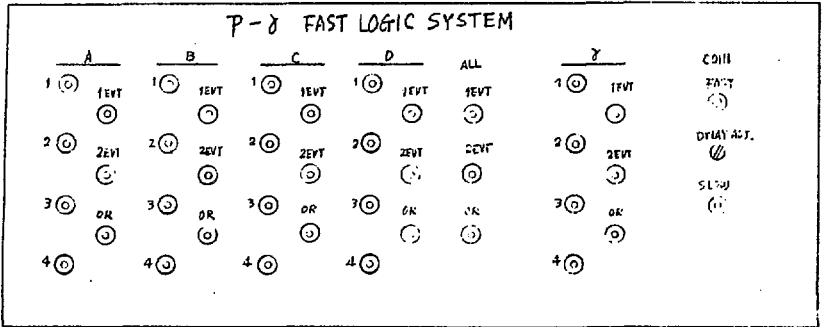 P-γ FAST LOGIC SYSTEM
A B C D ALL γ COIN
1 1EVT 1 1EVT 1 1EVT 1 1EVT 1EVT 1 1EVT FAST
2 2EVT 2 2EVT 2 2EVT 2 2EVT 2EVT 2 2EVT DELAY ADJ.
3 OR 3 OR 3 OR 3 OR OR 3 OR SLOW
4 4 4 4 4